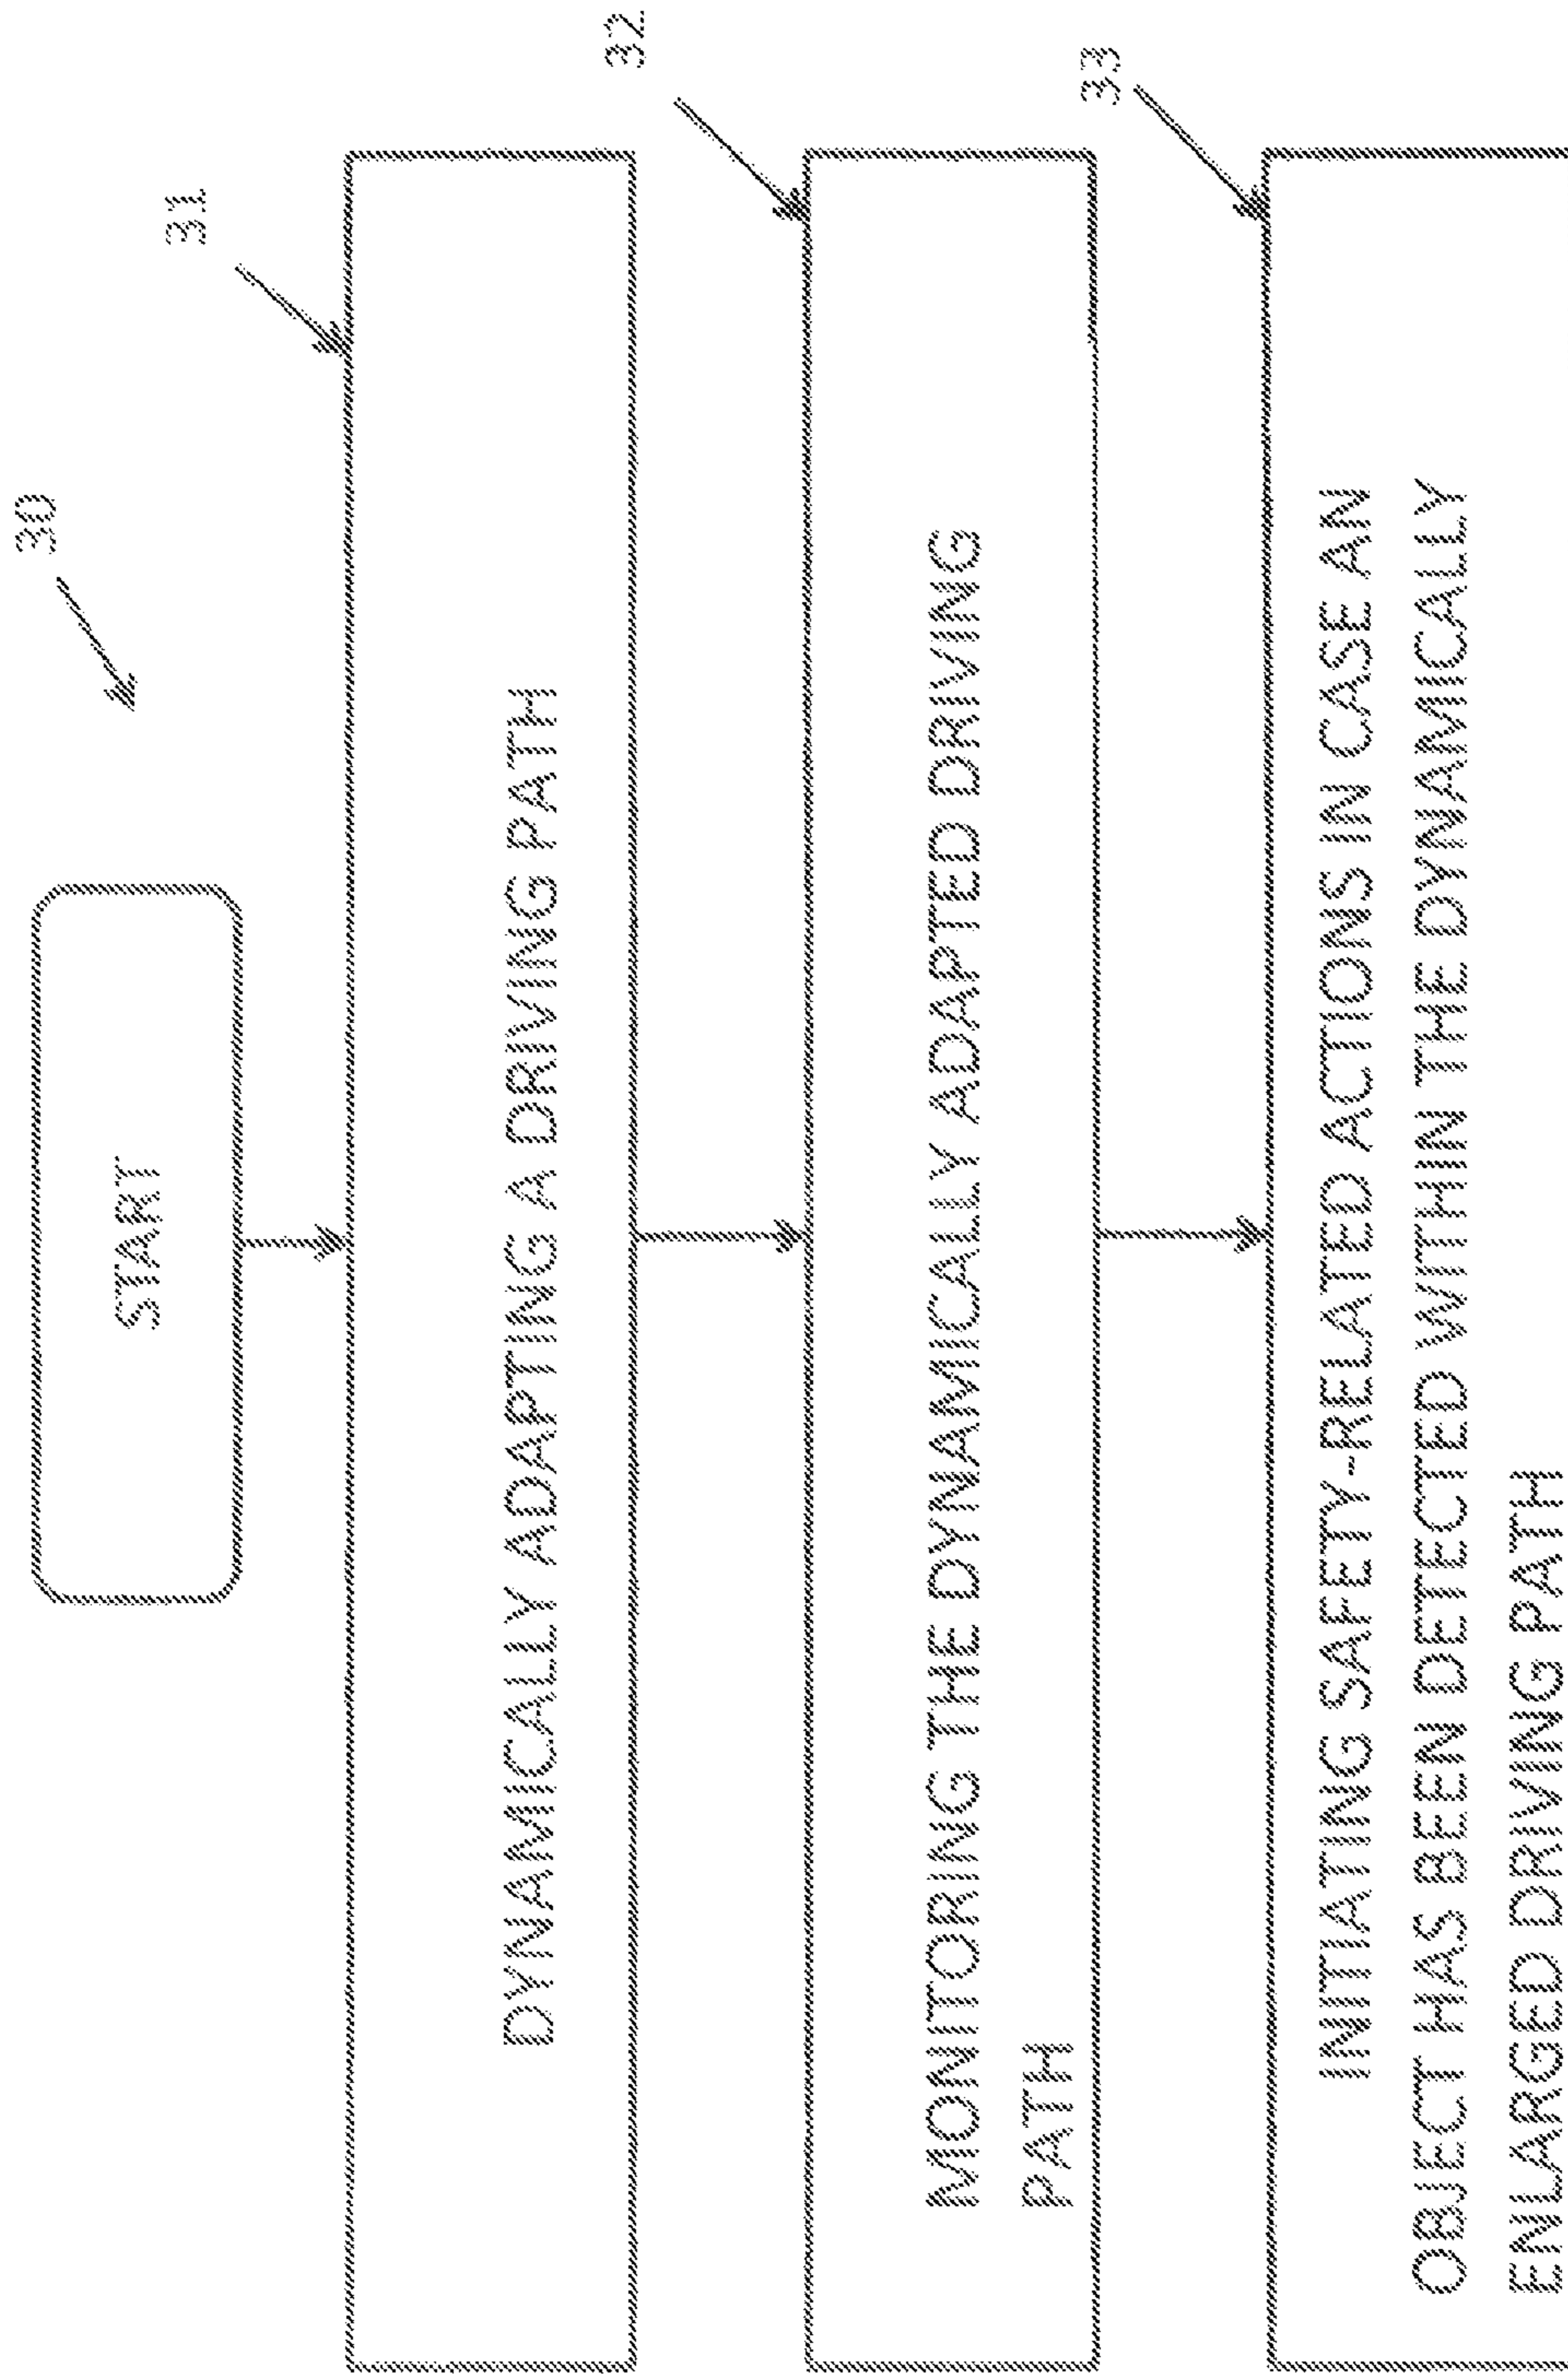 30
START
31
DYNAMICALLY ADAPTING A DRIVING PATH
32
MONITORING THE DYNAMICALLY ADAPTED DRIVING
PATH
33
INITIATING SAFETY-RELATED ACTIONS IN CASE AN
OBJECT HAS BEEN DETECTED WITHIN THE DYNAMICALLY
ENLARGED DRIVING PATH